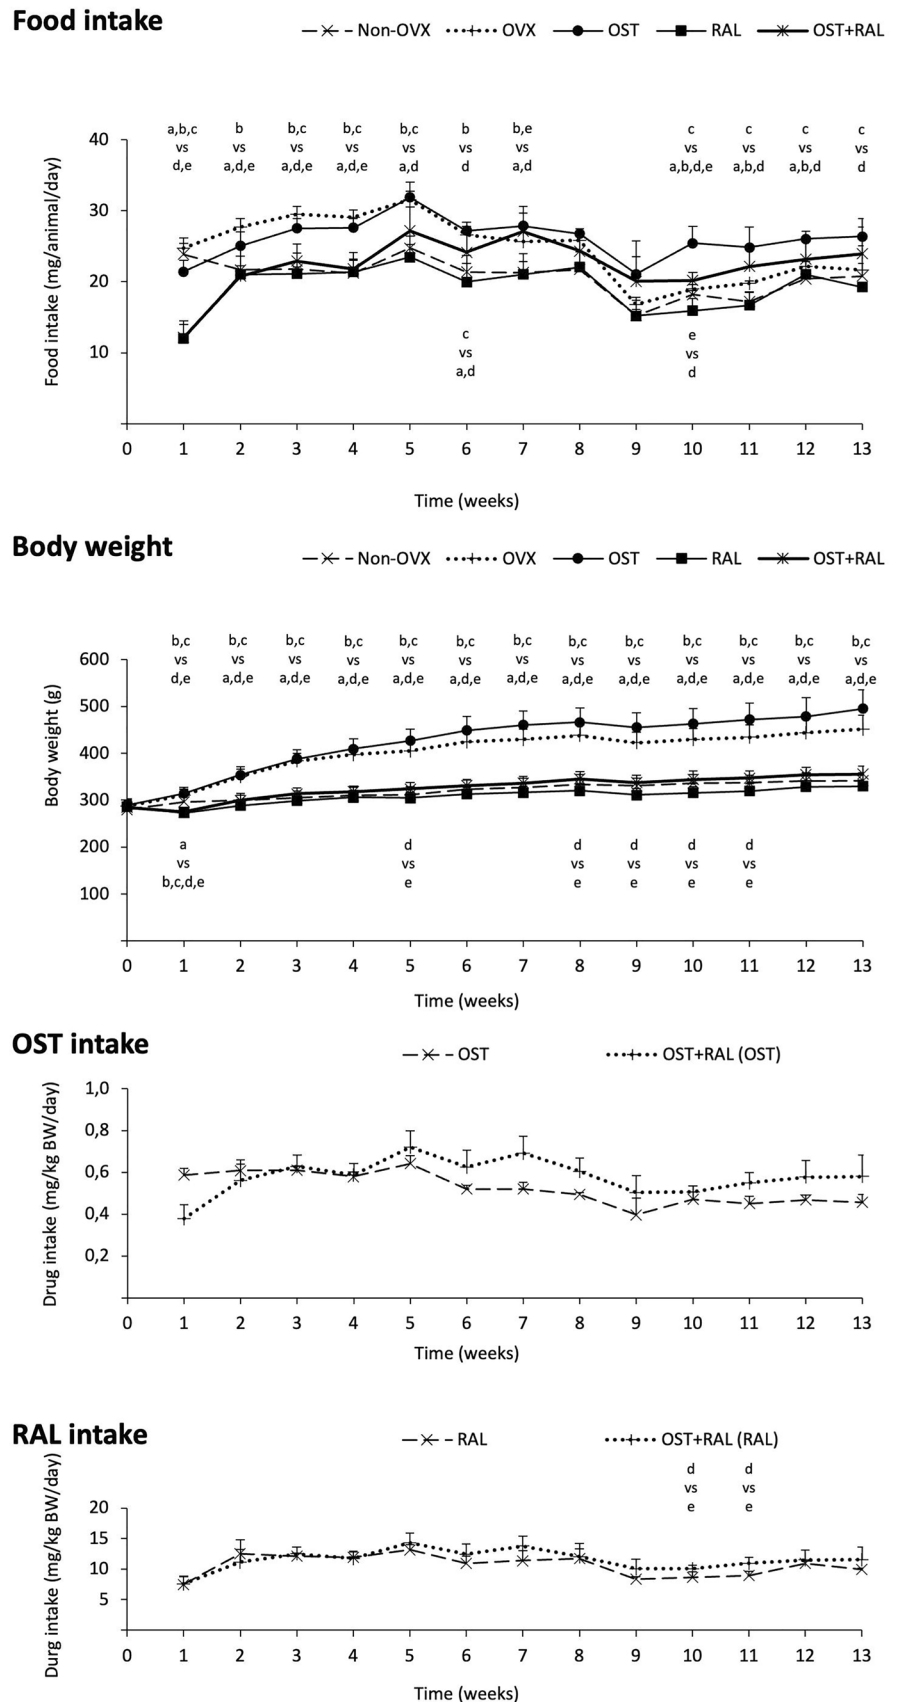 Food intake
Non-OVX OVX OST RAL OST+RAL
a,b,c b b,c b,c b,c b b,e c c c c
vs vs vs vs vs vs vs vs vs vs vs
d,e a,d,e a,d,e a,d,e a,d d a,d a,b,d,e a,b,d a,b,d d
40
30
20
10
Food intake (mg/animal/day)
c e
vs vs
a,d d
0 1 2 3 4 5 6 7 8 9 10 11 12 13
Time (weeks)
Body weight
Non-OVX OVX OST RAL OST+RAL
b,c b,c b,c b,c b,c b,c b,c b,c b,c b,c b,c b,c b,c
vs vs vs vs vs vs vs vs vs vs vs vs vs
d,e a,d,e a,d,e a,d,e a,d,e a,d,e a,d,e a,d,e a,d,e a,d,e a,d,e a,d,e a,d,e
600
500
400
300
200
100
Body weight (g)
a d d d d d
vs vs vs vs vs vs
b,c,d,e e e e e e
0 1 2 3 4 5 6 7 8 9 10 11 12 13
Time (weeks)
OST intake
OST OST+RAL (OST)
1,0
0,8
0,6
0,4
0,2
Drug intake (mg/kg BW/day)
0 1 2 3 4 5 6 7 8 9 10 11 12 13
Time (weeks)
RAL intake
RAL OST+RAL (RAL)
d d
vs vs
e e
20
15
10
5
Durg intake (mg/kg BW/day)
0 1 2 3 4 5 6 7 8 9 10 11 12 13
Time (weeks)